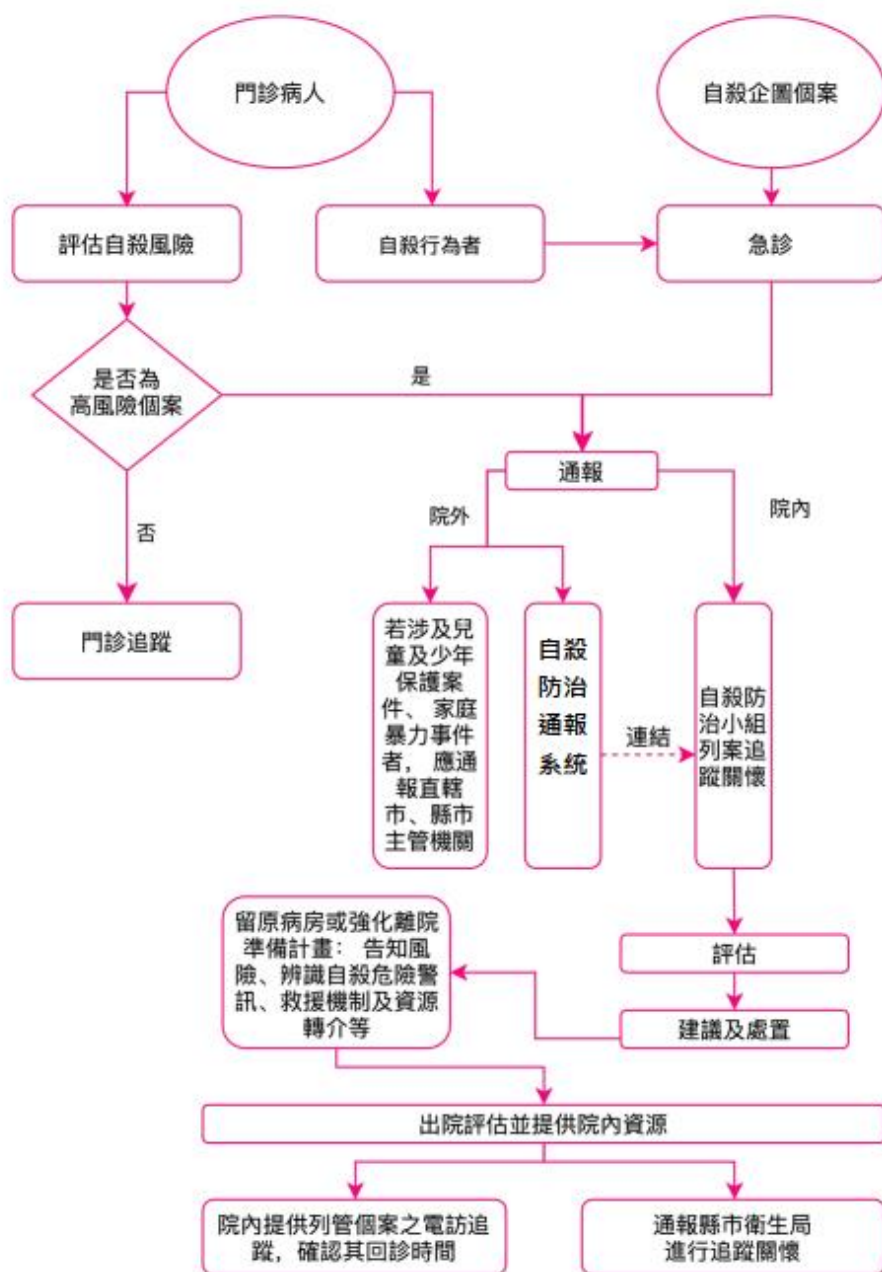 門診病人
自殺企圖個案
評估自殺風險
自殺行為者
急診
是否為
高風險個案
是
通報
院外
院內
否
門診追蹤
若涉及兒
童及少年
保護案
件、 家庭
暴力事件
者， 應通
報直轄
市、縣市
主管機關
自殺
防治
通報
系統
連結
自殺防
治小組
列案追
蹤關懷
留原病房或強化離院
準備計畫： 告知風
險、辨識自殺危險警
訊、救援機制及資源
轉介等
評估
建議及處置
出院評估並提供院內資源
院內提供列管個案之電訪追
蹤，確認其回診時間
通報縣市衛生局
進行追蹤關懷